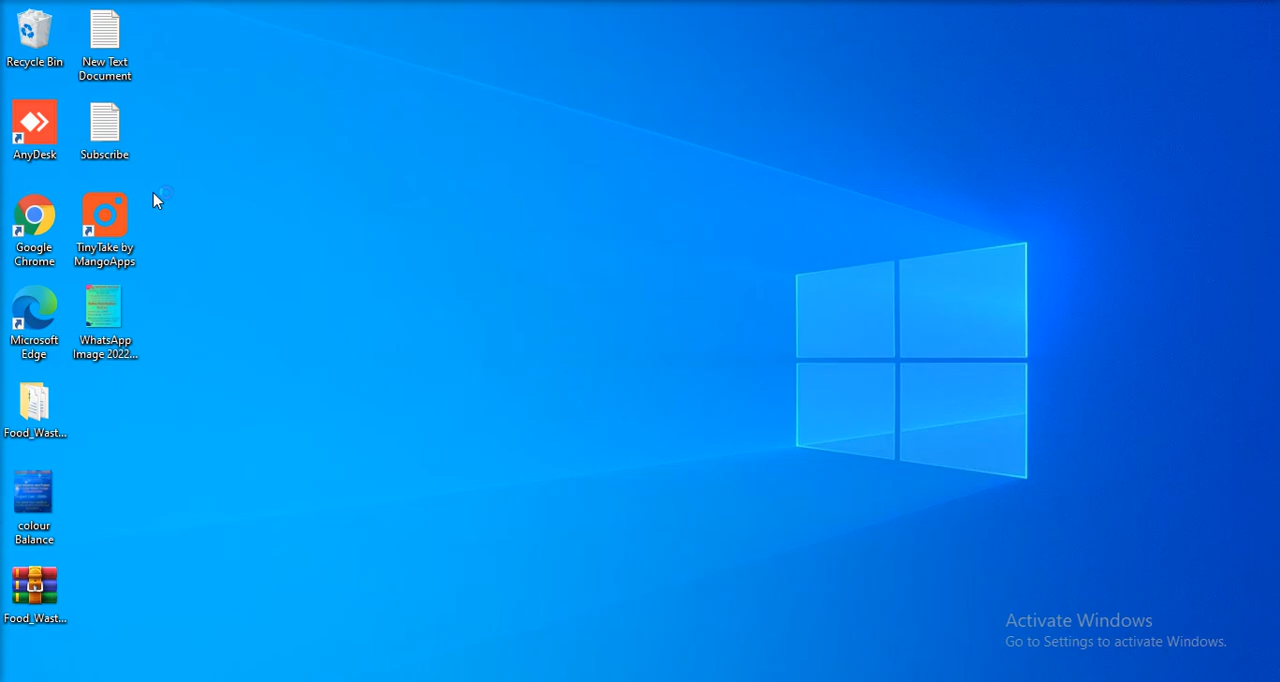 Recycle Bin
New Text
Document
AnyDesk
Subscribe
Google
Chrome
TinyTake by
MangoApps
Microsoft
Edge
WhatsApp
Image 2022...
Food_Wast...
colour
Balance
Food_Wast...
Activate Windows
Go to Settings to activate Windows.